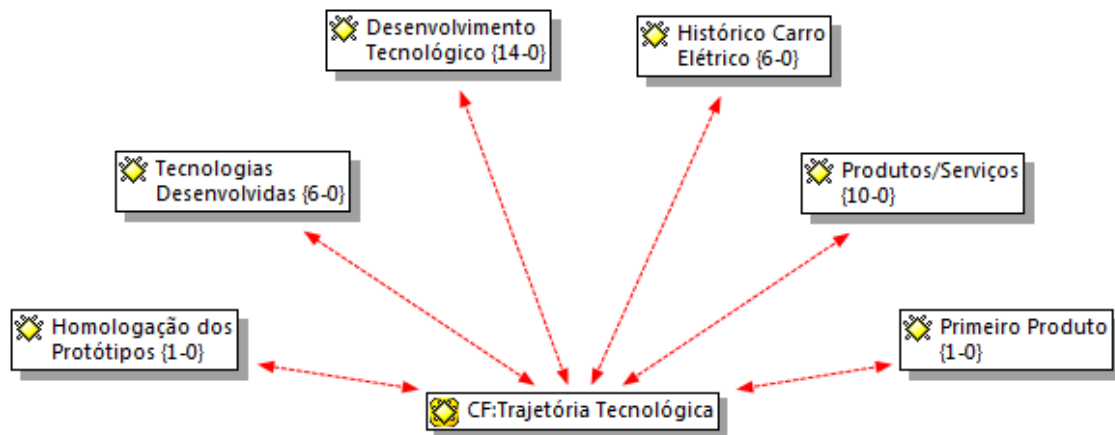 Desenvolvimento
Tecnológico {14-0}
Histórico Carro
Elétrico {6-0}
Tecnologias
Desenvolvidas {6-0}
Produtos/Serviços
{10-0}
Homologação dos
Protótipos {1-0}
Primeiro Produto
{1-0}
CF:Trajetória Tecnológica